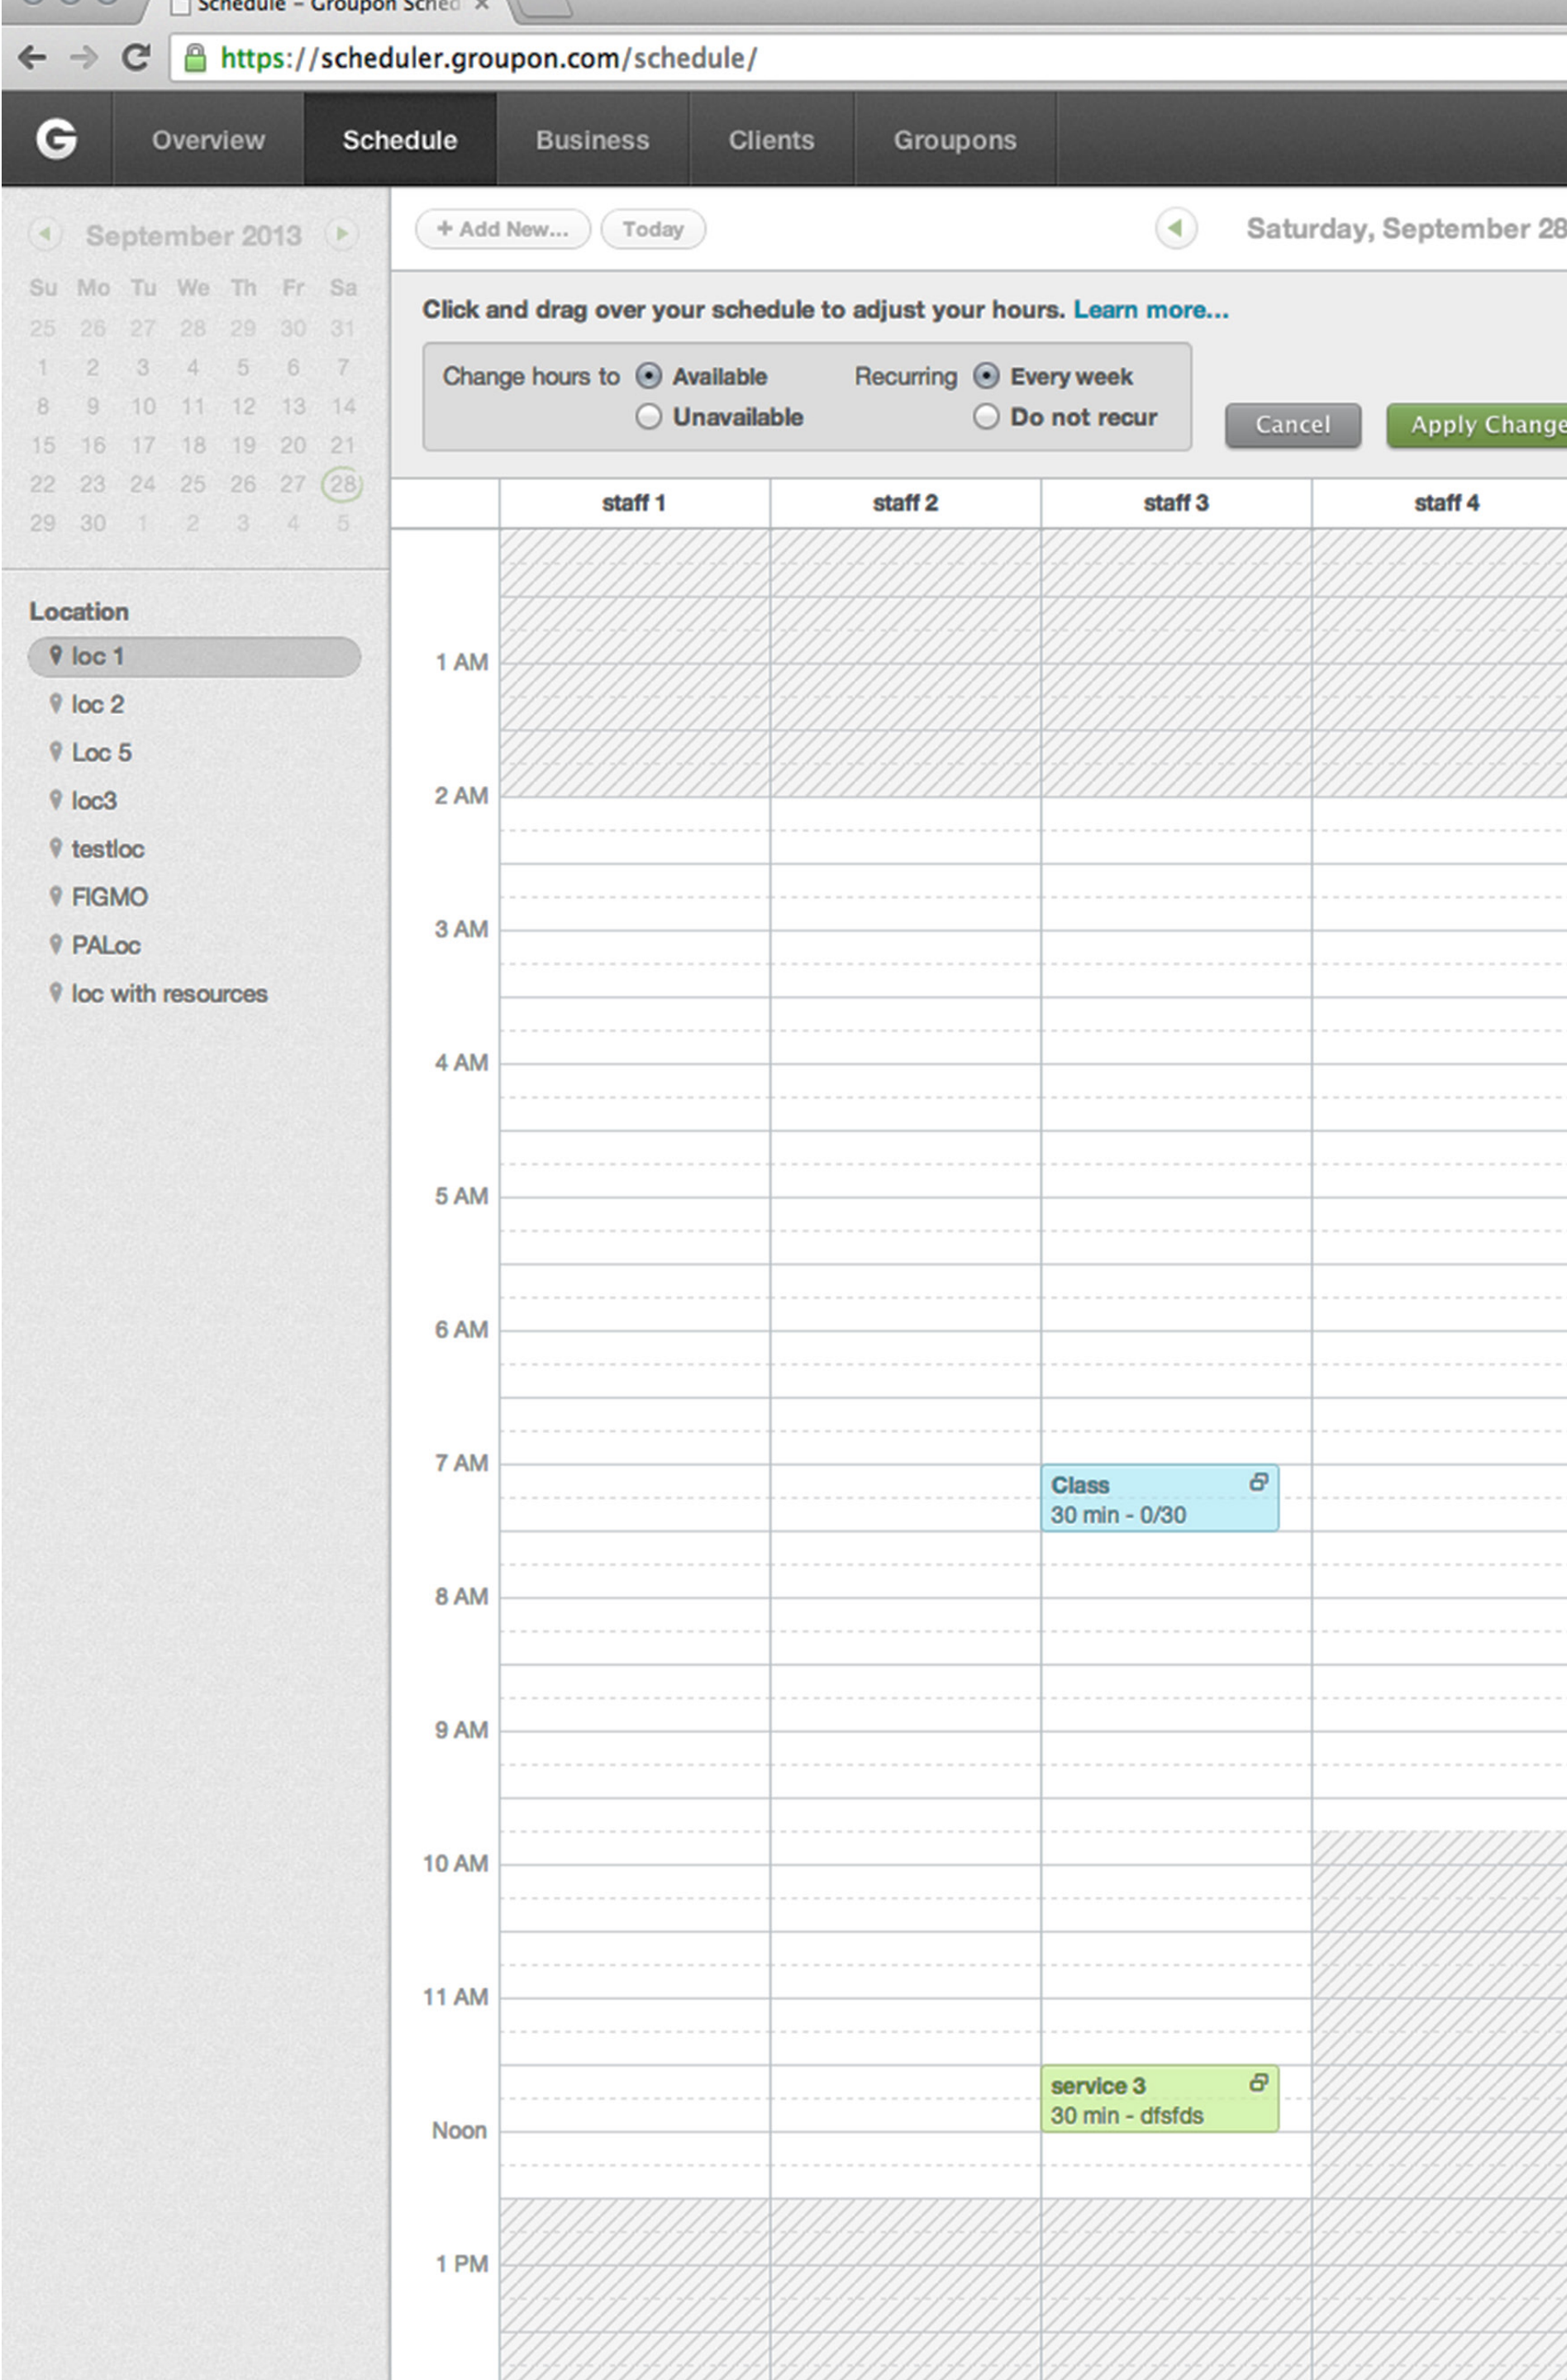 Schedule – Groupon Sched
https://scheduler.groupon.com/schedule/
G Overview Schedule Business Clients Groupons
September 2013
+ Add New... Today Saturday, September 28
Su Mo Tu We Th Fr Sa
25 26 27 28 29 30 31
1 2 3 4 5 6 7
8 9 10 11 12 13 14
15 16 17 18 19 20 21
22 23 24 25 26 27 28
29 30 1 2 3 4 5
Click and drag over your schedule to adjust your hours. Learn more...
Change hours to Available Recurring Every week
Unavailable Do not recur
Cancel Apply Change
Location
loc 1
loc 2
Loc 5
loc3
testloc
FIGMO
PALoc
loc with resources
staff 1 staff 2 staff 3 staff 4
1 AM
2 AM
3 AM
4 AM
5 AM
6 AM
7 AM
Class
30 min - 0/30
8 AM
9 AM
10 AM
11 AM
service 3
30 min - dfsfds
Noon
1 PM